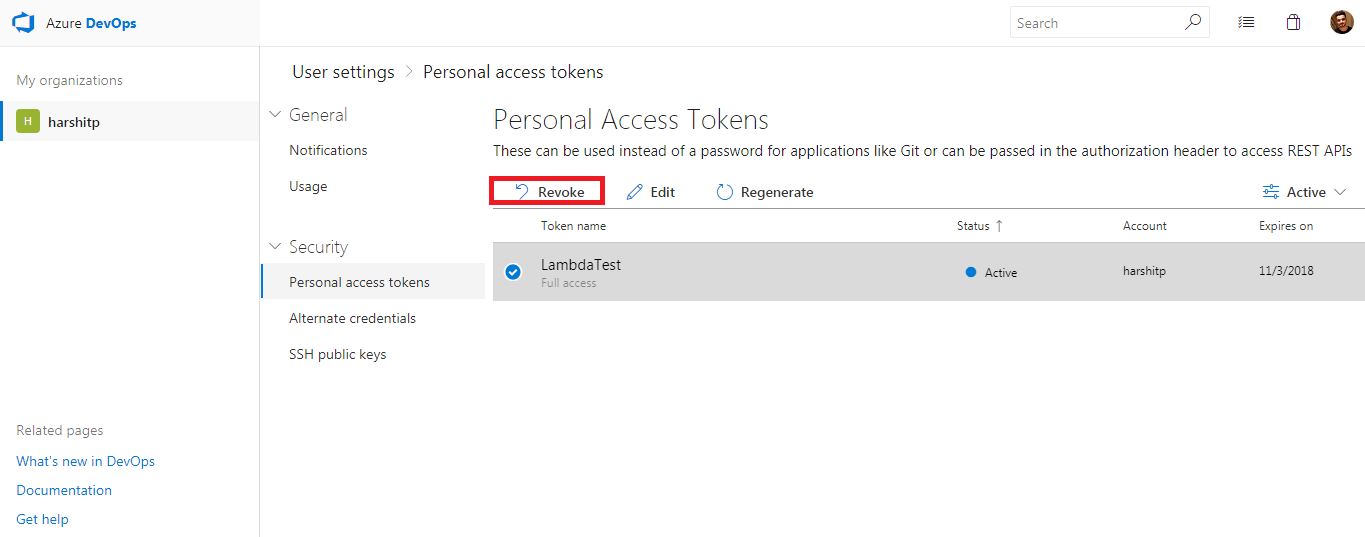 Azure DevOps
Search
My organizations
H harshitp
Related pages
What's new in DevOps
Documentation
Get help
User settings > Personal access tokens
General
Notifications
Usage
Security
Personal access tokens
Alternate credentials
SSH public keys
Personal Access Tokens
These can be used instead of a password for applications like Git or can be passed in the authorization header to access REST APIs
Revoke Edit Regenerate Active
Token name Status ↑ Account Expires on
LambdaTest Active harshitp 11/3/2018
Full access